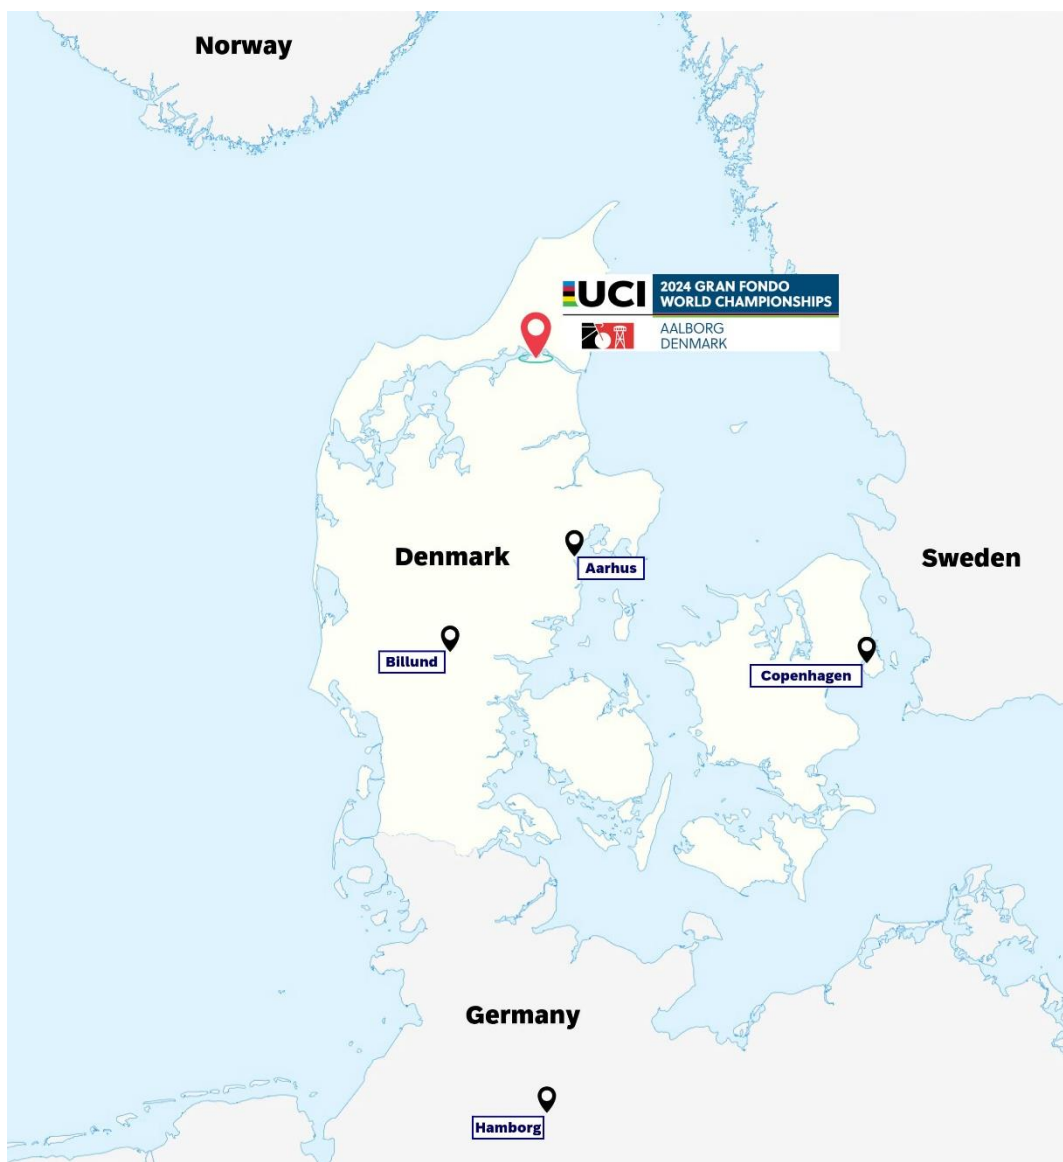 Norway
UCI
2024 GRAN FONDO
WORLD CHAMPIONSHIPS
AALBORG
DENMARK
Denmark
Aarhus
Sweden
Billund
Copenhagen
Germany
Hamborg